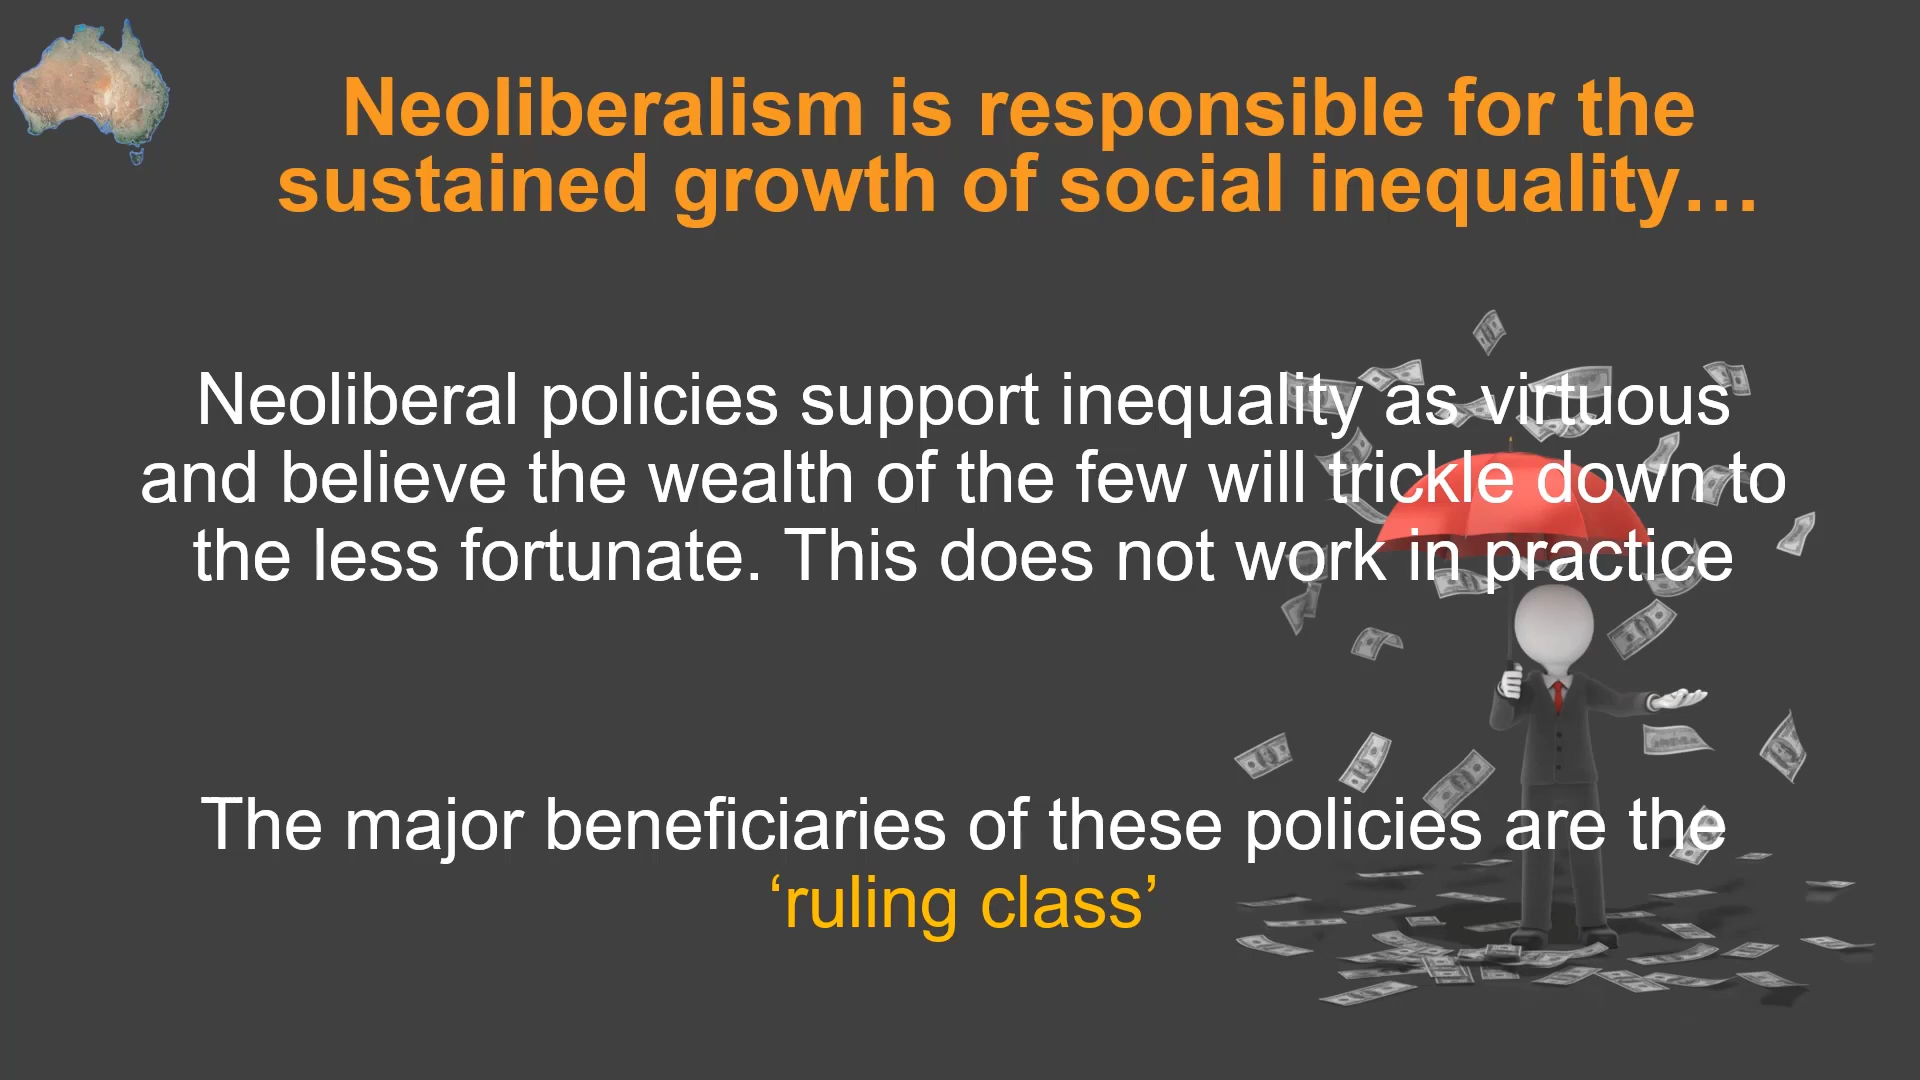 Neoliberalism is responsible for the
sustained growth of social inequality…
Neoliberal policies support inequality as virtuous
and believe the wealth of the few will trickle down to
the less fortunate. This does not work in practice
The major beneficiaries of these policies are the
‘ruling class’